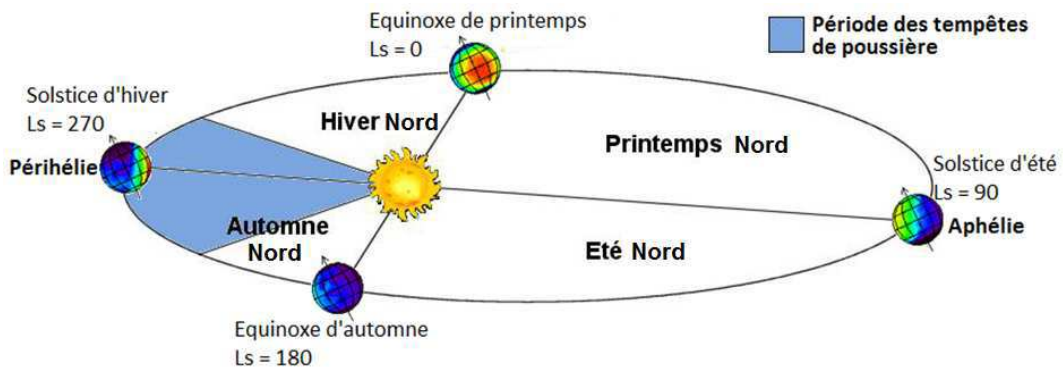 Equinoxe de printemps
Ls = 0
Période des tempêtes
de poussière
Solstice d'hiver
Ls = 270
Hiver Nord
Printemps Nord
Périhélie
Solstice d'été
Ls = 90
Automne
Nord
Eté Nord
Aphélie
Equinoxe d'automne
Ls = 180